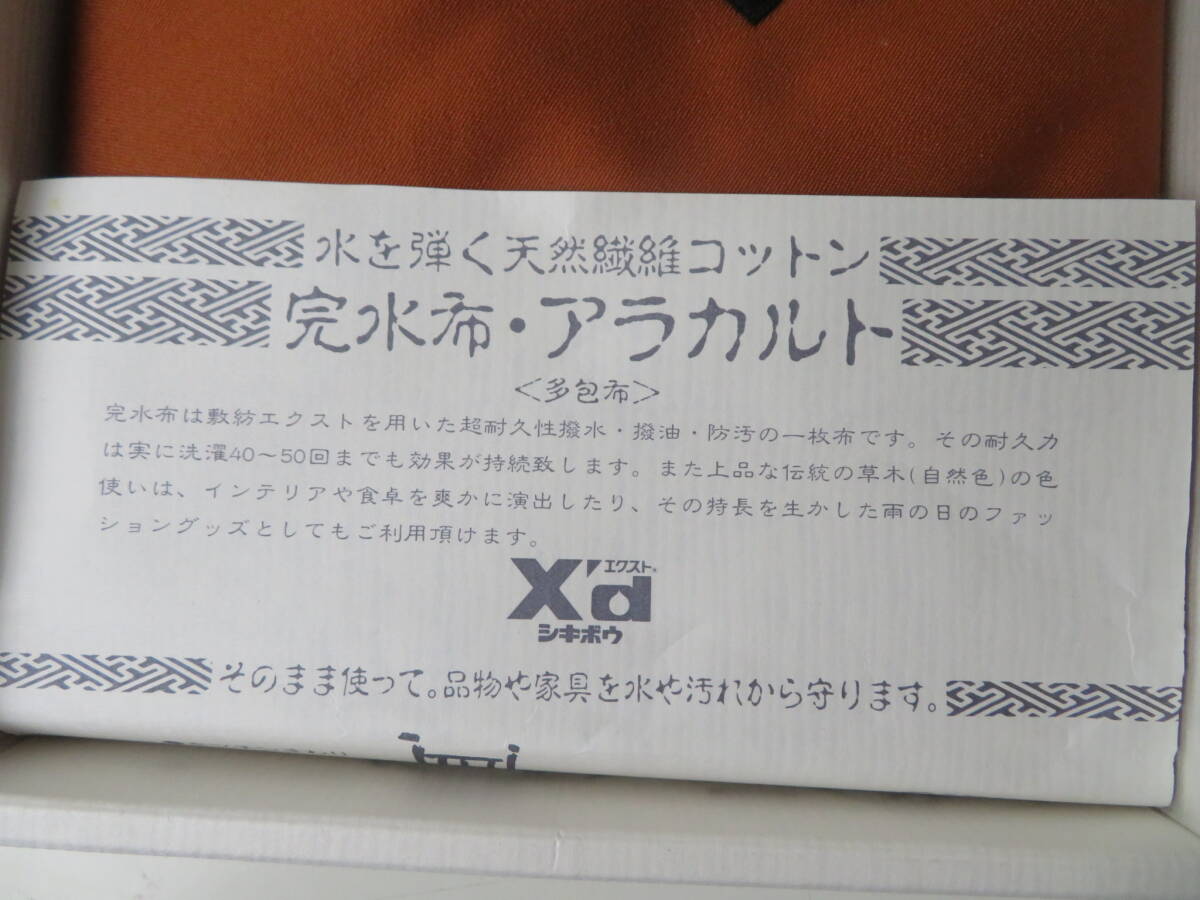 水を弾く天然繊維コットン
完水布・アラカルト
＜多包布＞
完水布は敷紡エクストを用いた超耐久性撥水・撥油・防汚の一枚布です。その耐久力
は実に洗濯40〜50回までも効果が持続致します。また上品な伝統の草木(自然色)の色
使いは、インテリアや食卓を爽かに演出したり、その特長を生かした雨の日のファッ
ショングッズとしてもご利用頂けます。
エクスト®
X'd
シキボウ
そのまま使って。品物や家具を水や汚れから守ります。